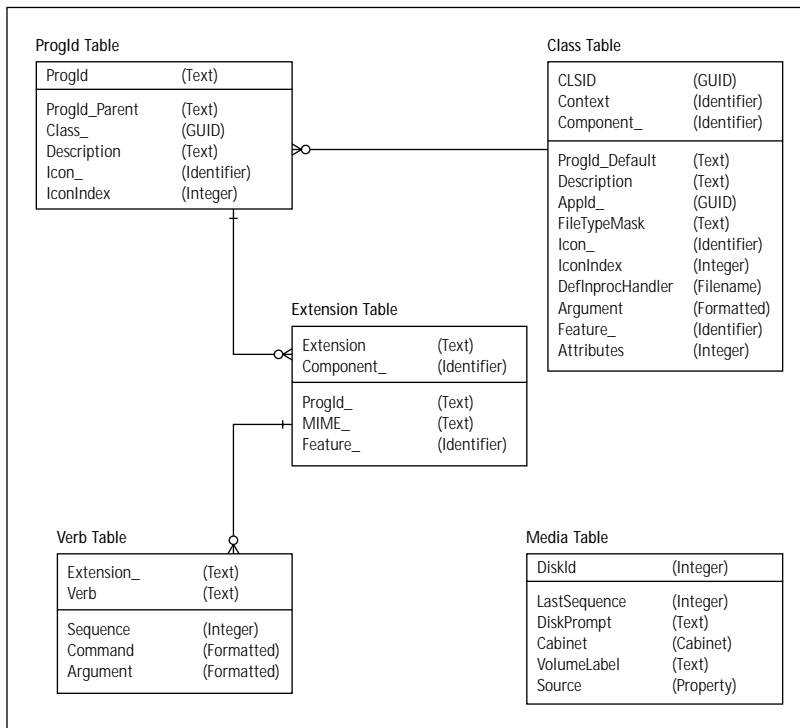 ProgId Table
ProgId (Text)
ProgId_Parent (Text)
Class_ (GUID)
Description (Text)
Icon_ (Identifier)
IconIndex (Integer)
Class Table
CLSID (GUID)
Context (Identifier)
Component_ (Identifier)
ProgId_Default (Text)
Description (Text)
AppId_ (GUID)
FileTypeMask (Text)
Icon_ (Identifier)
IconIndex (Integer)
DefInprocHandler (Filename)
Argument (Formatted)
Feature_ (Identifier)
Attributes (Integer)
Extension Table
Extension (Text)
Component_ (Identifier)
ProgId_ (Text)
MIME_ (Text)
Feature_ (Identifier)
Verb Table
Extension_ (Text)
Verb (Text)
Sequence (Integer)
Command (Formatted)
Argument (Formatted)
Media Table
DiskId (Integer)
LastSequence (Integer)
DiskPrompt (Text)
Cabinet (Cabinet)
VolumeLabel (Text)
Source (Property)